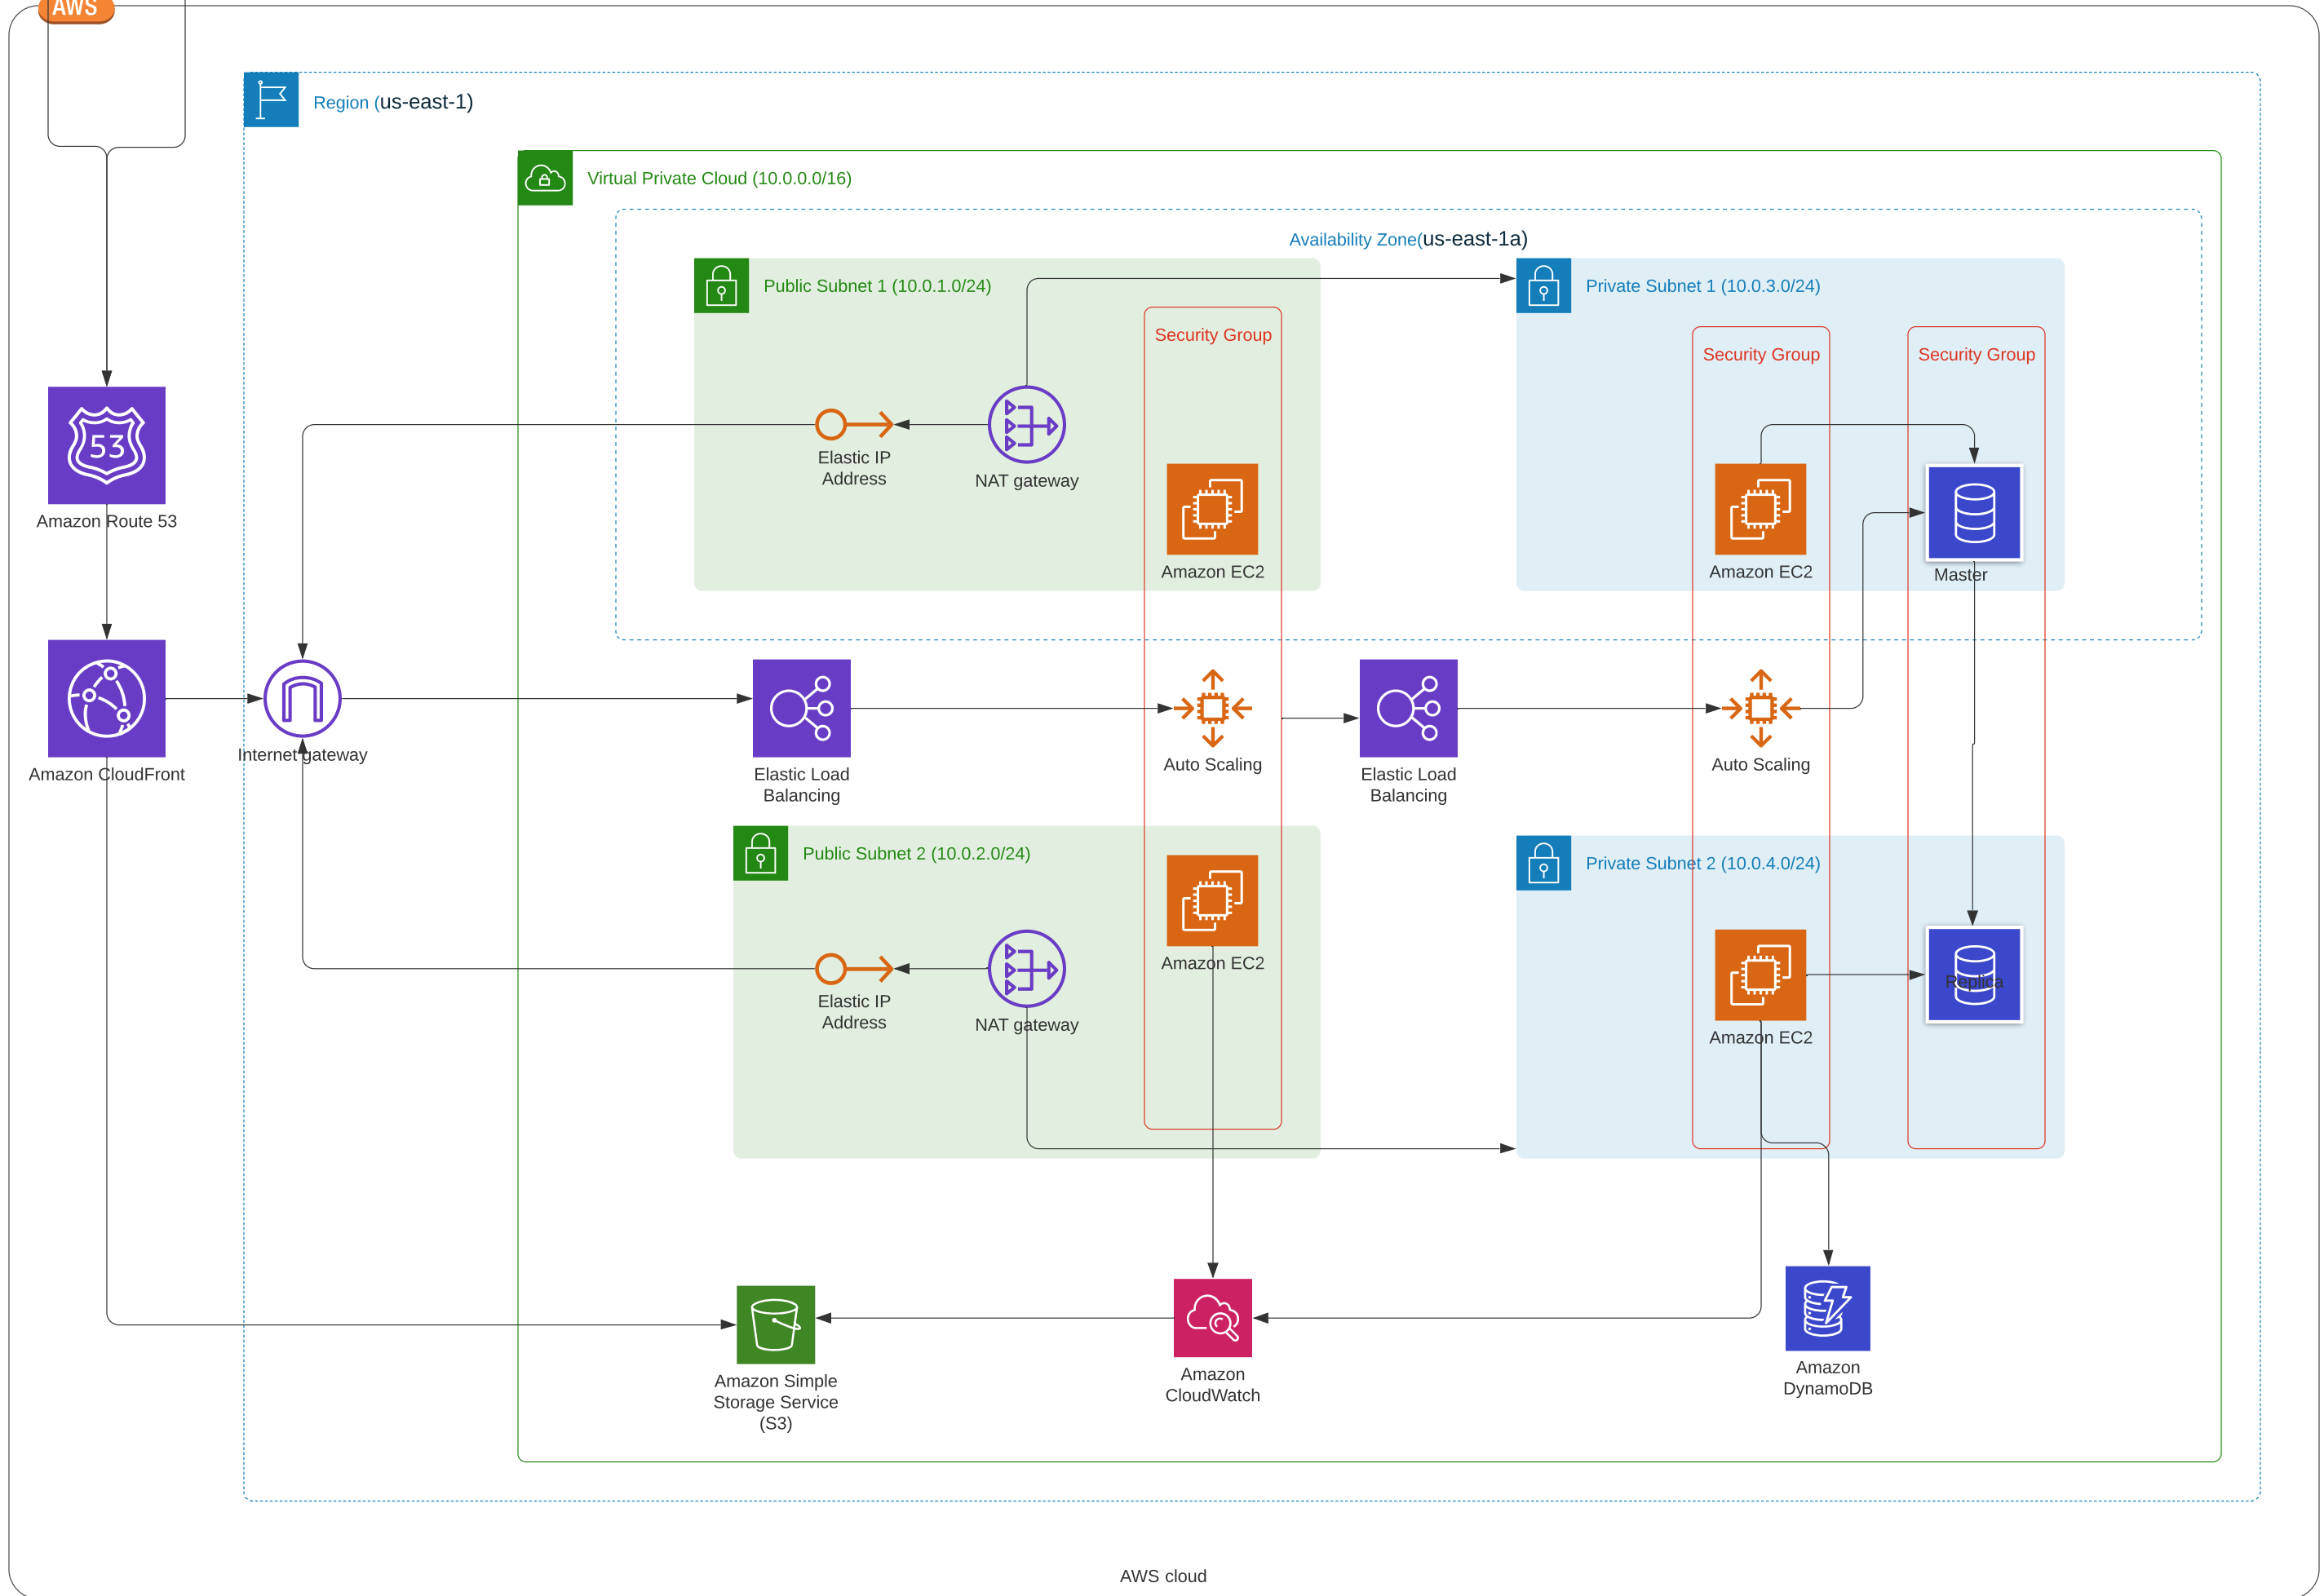 AWS
Region (us-east-1)
Virtual Private Cloud (10.0.0.0/16)
Availability Zone(us-east-1a)
Public Subnet 1 (10.0.1.0/24)
Private Subnet 1 (10.0.3.0/24)
Security Group
Security Group
Security Group
53
Elastic IP
Address
NAT gateway
Amazon Route 53
Amazon EC2
Amazon EC2
Master
Internet gateway
Amazon CloudFront
Elastic Load
Balancing
Auto Scaling
Elastic Load
Balancing
Auto Scaling
Public Subnet 2 (10.0.2.0/24)
Private Subnet 2 (10.0.4.0/24)
Amazon EC2
Replica
Elastic IP
Address
NAT gateway
Amazon EC2
Amazon Simple
Storage Service
(S3)
Amazon
CloudWatch
Amazon
DynamoDB
AWS cloud